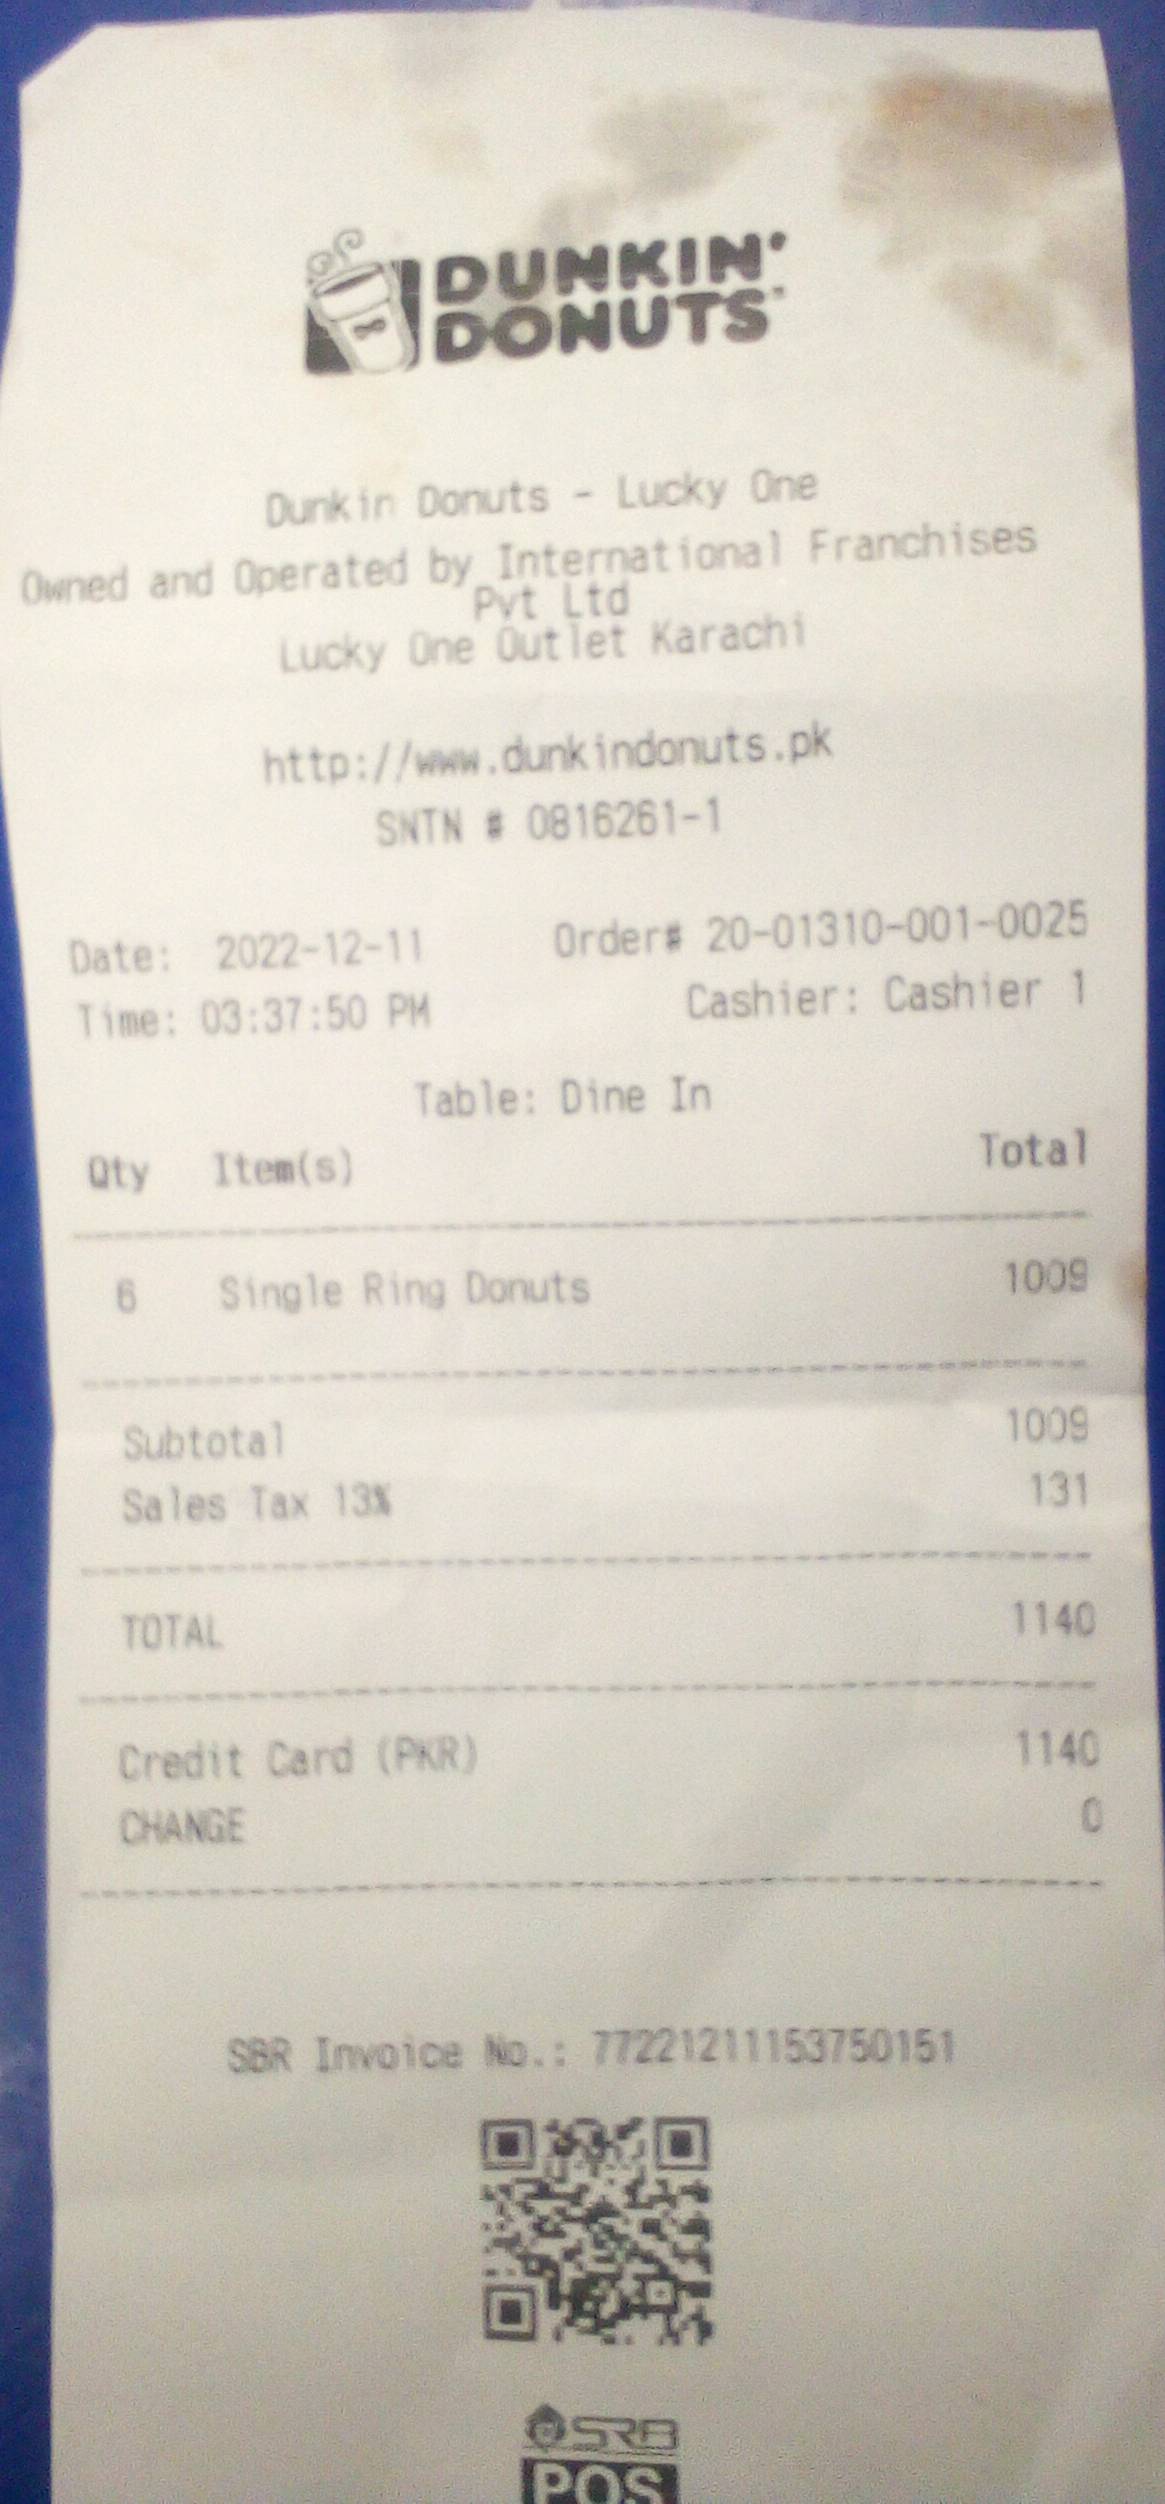 DUNKIN'
DONUTS
Dunkin Donuts - Lucky One
Owned and Operated by International Franchises
Pvt Ltd
Lucky One Outlet Karachi
http://www.dunkindonuts.pk
SNTN # 0816261-1
Date: 2022-12-11 Order# 20-01310-001-0025
Time: 03:37:50 PM Cashier: Cashier 1
Table: Dine In
Qty Item(s) Total
6 Single Ring Donuts 1009
Subtotal 1009
Sales Tax 13% 131
TOTAL 1140
Credit Card (PKR) 1140
CHANGE 0
SBR Invoice No.: 77221211153750151
SRB
POS